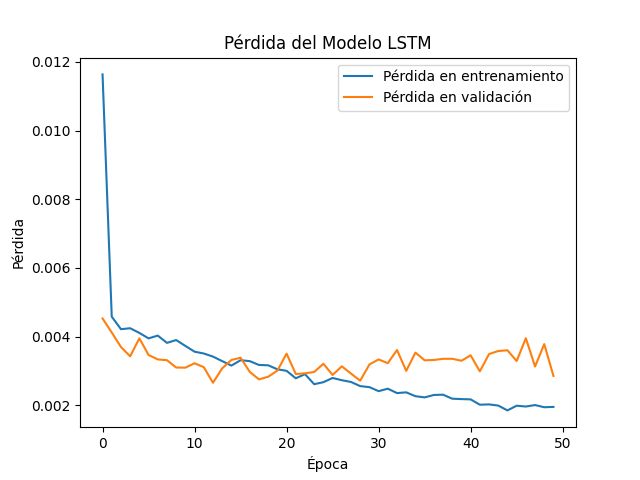 Pérdida del Modelo LSTM
Pérdida en entrenamiento
Pérdida en validación
Pérdida
0.012
0.010
0.008
0.006
0.004
0.002
0 10 20 30 40 50
Época